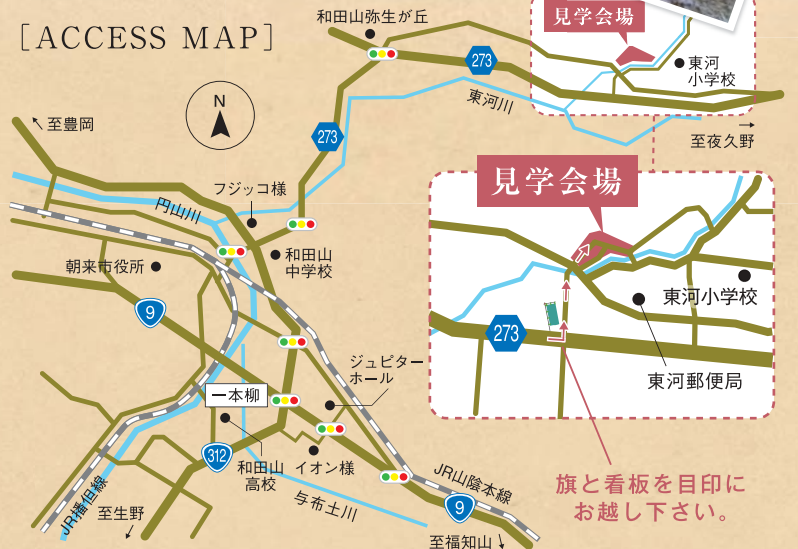 [ACCESS MAP]
和田山弥生が丘
見学会場
273
東河
小学校
東河川
N
273
至豊岡
至夜久野
フジッコ様
円山川
見学会場
和田山
中学校
朝来市役所
東河小学校
9
273
ジュピター
ホール
東河郵便局
一本柳
312
和田山
高校
イオン様
JR山陰本線
旗と看板を目印に
お越し下さい。
JR播但線
与布土川
9
至生野
至福知山